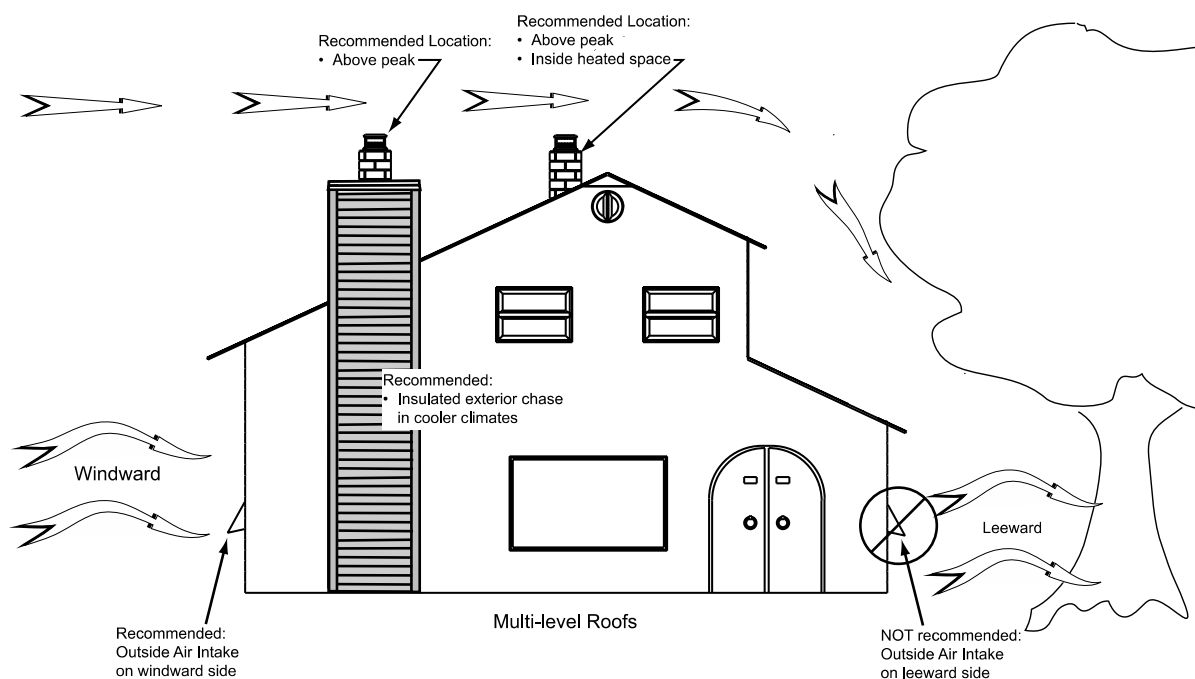 Recommended Location:
• Above peak
Recommended Location:
• Above peak
• Inside heated space
Recommended:
• Insulated exterior chase
in cooler climates
Windward
Leeward
Multi-level Roofs
Recommended:
Outside Air Intake
on windward side
NOT recommended:
Outside Air Intake
on leeward side